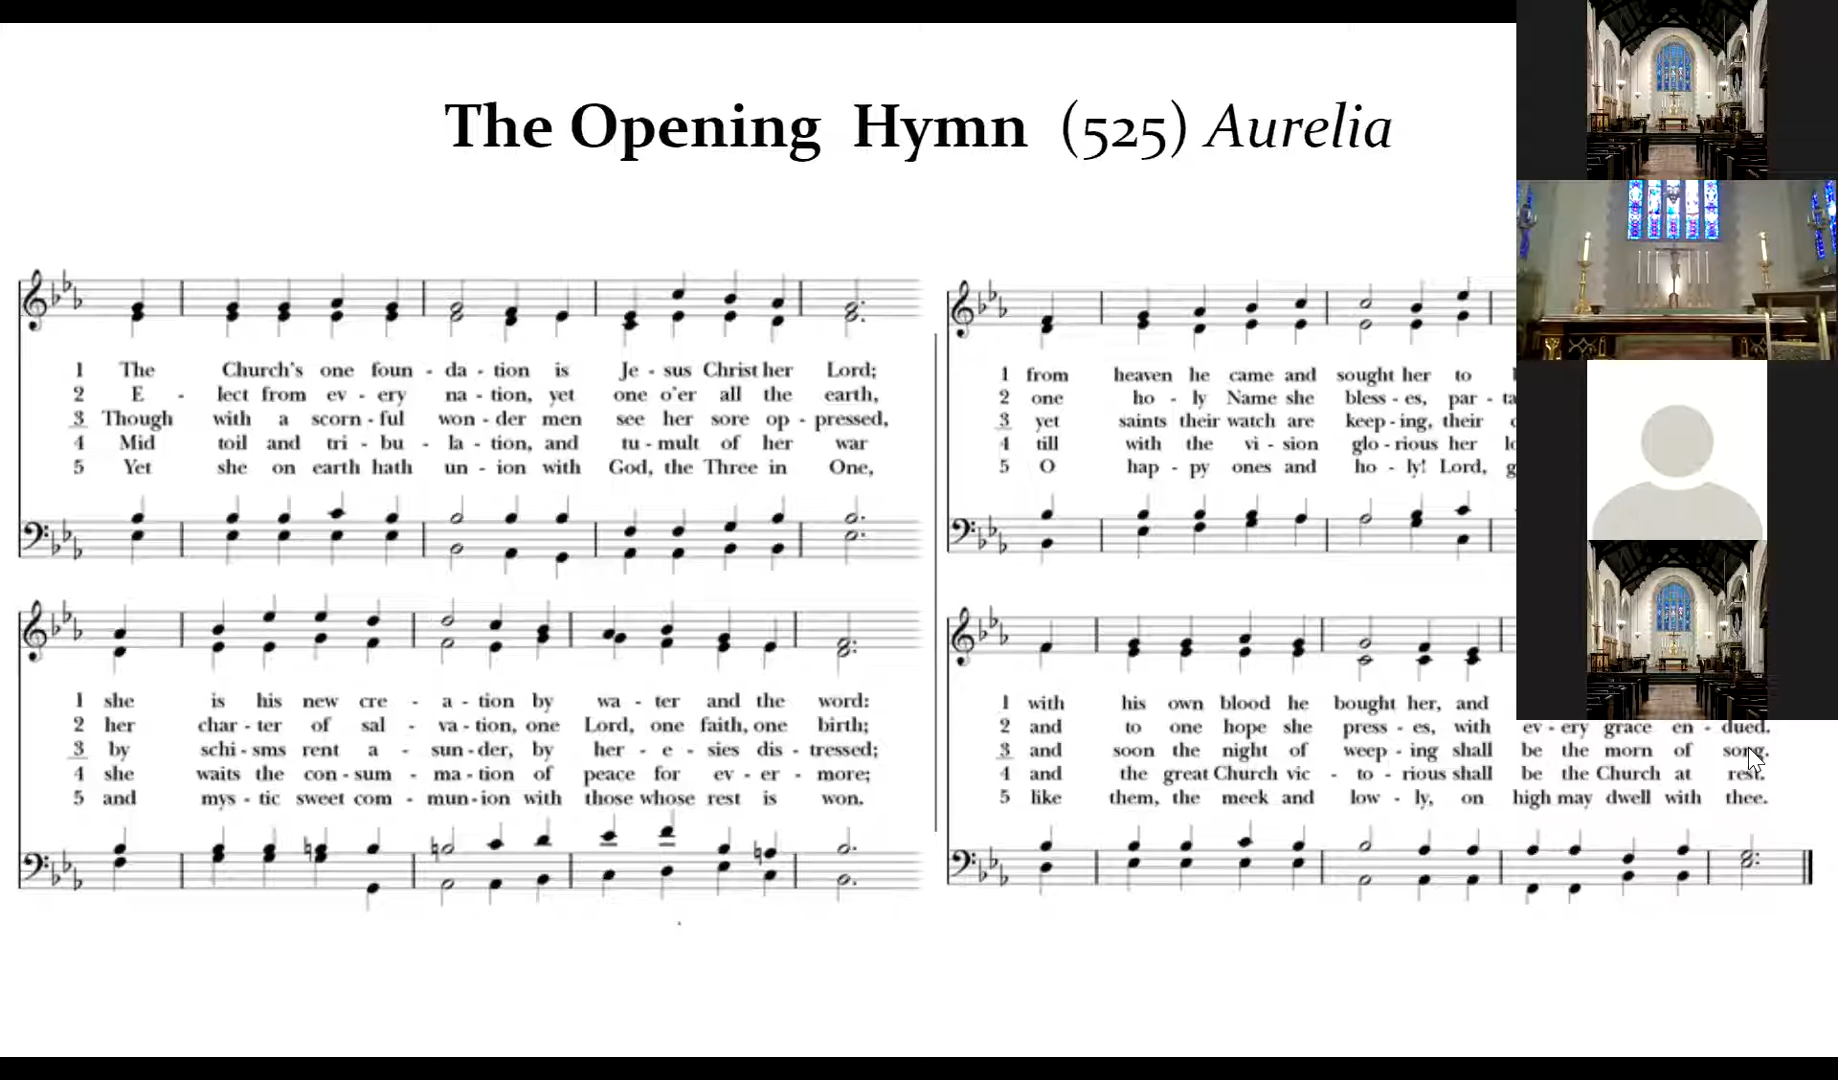 The Opening Hymn (525) Aurelia
1 The Church's one foun - da - tion is Je - sus Christ her Lord;
2 E - lect from ev - ery na - tion, yet one o'er all the earth,
3 Though with a scorn - ful won - der men see her sore op - pressed,
4 Mid toil and tri - bu - la - tion, and tu - mult of her war
5 Yet she on earth hath un - ion with God, the Three in One,
1 she is his new cre - a - tion by wa - ter and the word:
2 her char - ter of sal - va - tion, one Lord, one faith, one birth;
3 by schi - sms rent a - sun - der, by her - e - sies dis - tressed;
4 she waits the con - sum - ma - tion of peace for ev - er - more;
5 and mys - tic sweet com - mun - ion with those whose rest is won.
1 from heaven he came and sought her to
2 one ho - ly Name she bless - es, par - ta
3 yet saints their watch are keep - ing, their
4 till with the vi - sion glo - rious her
5 O hap - py ones and ho - ly! Lord,
1 with his own blood he bought her, and
2 and to one hope she press - es, with ev - ery grace en - dued.
3 and soon the night of weep - ing shall be the morn of song.
4 and the great Church vic - to - rious shall be the Church at rest.
5 like them, the meek and low - ly, on high may dwell with thee.